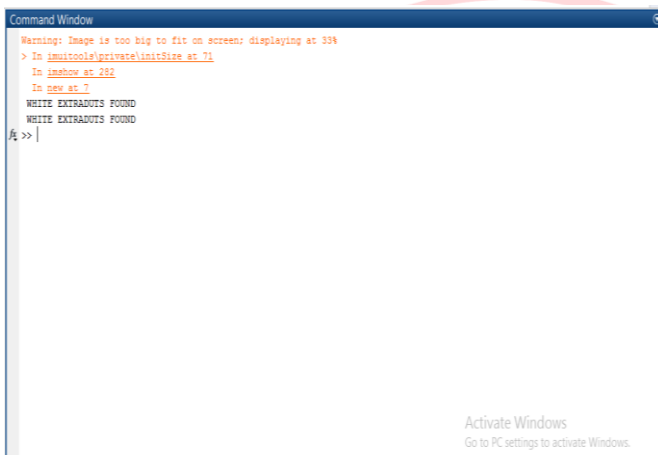 Command Window
Warning: Image is too big to fit on screen; displaying at 33%
> In imuitools\private\initSize at 71
In imshow at 282
In new at 7
WHITE EXTRADUTS FOUND
WHITE EXTRADUTS FOUND
fx >>
Activate Windows
Go to PC settings to activate Windows.